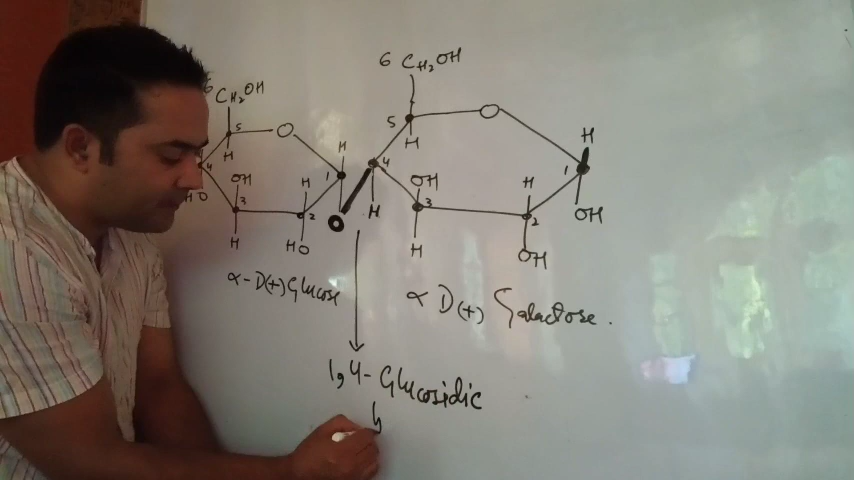 6 CH2OH
6 CH2OH
5
O
5
O
H
H
H
H
4
1
4
1
HO
OH
3
H
2
H
OH
3
H
2
OH
H
HO
O
H
OH
α-D(+) Glucose
α D(+) Galactose.
1,4-Glucosidic